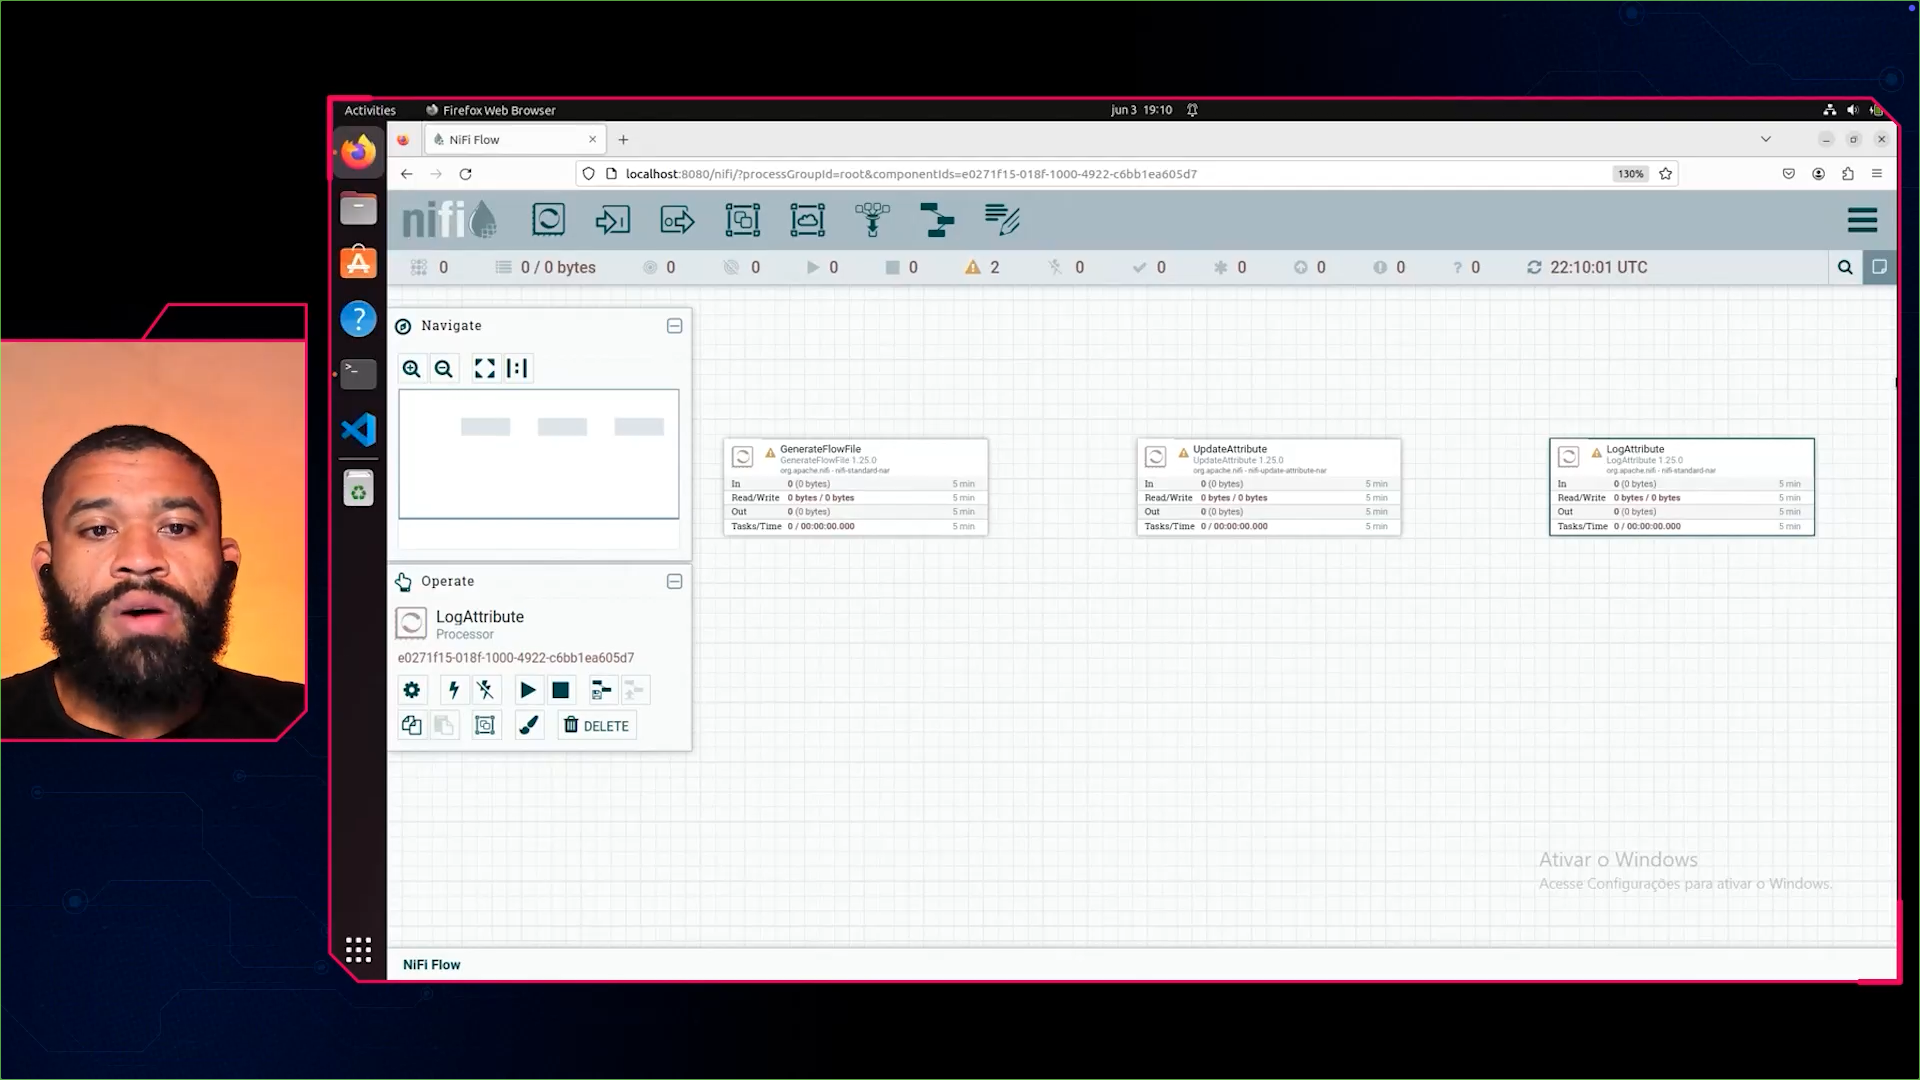 Activities Firefox Web Browser jun 3 19:10
NiFi Flow
localhost:8080/nifi/?processGroupId=root&componentIds=e0271f15-018f-1000-4922-c6bb1ea605d7 130%
nifi
0 0 / 0 bytes 0 0 0 0 2 0 0 0 0 0 ? 0 22:10:01 UTC
Navigate
GenerateFlowFile
GenerateFlowFile 1.25.0
org.apache.nifi - nifi-standard-nar
In 0 (0 bytes) 5 min
Read/Write 0 bytes / 0 bytes 5 min
Out 0 (0 bytes) 5 min
Tasks/Time 0 / 00:00:00.000 5 min
UpdateAttribute
UpdateAttribute 1.25.0
org.apache.nifi - nifi-update-attribute-nar
In 0 (0 bytes) 5 min
Read/Write 0 bytes / 0 bytes 5 min
Out 0 (0 bytes) 5 min
Tasks/Time 0 / 00:00:00.000 5 min
LogAttribute
LogAttribute 1.25.0
org.apache.nifi - nifi-standard-nar
In 0 (0 bytes) 5 min
Read/Write 0 bytes / 0 bytes 5 min
Out 0 (0 bytes) 5 min
Tasks/Time 0 / 00:00:00.000 5 min
Operate
LogAttribute
Processor
e0271f15-018f-1000-4922-c6bb1ea605d7
DELETE
Ativar o Windows
Acesse Configurações para ativar o Windows.
NiFi Flow